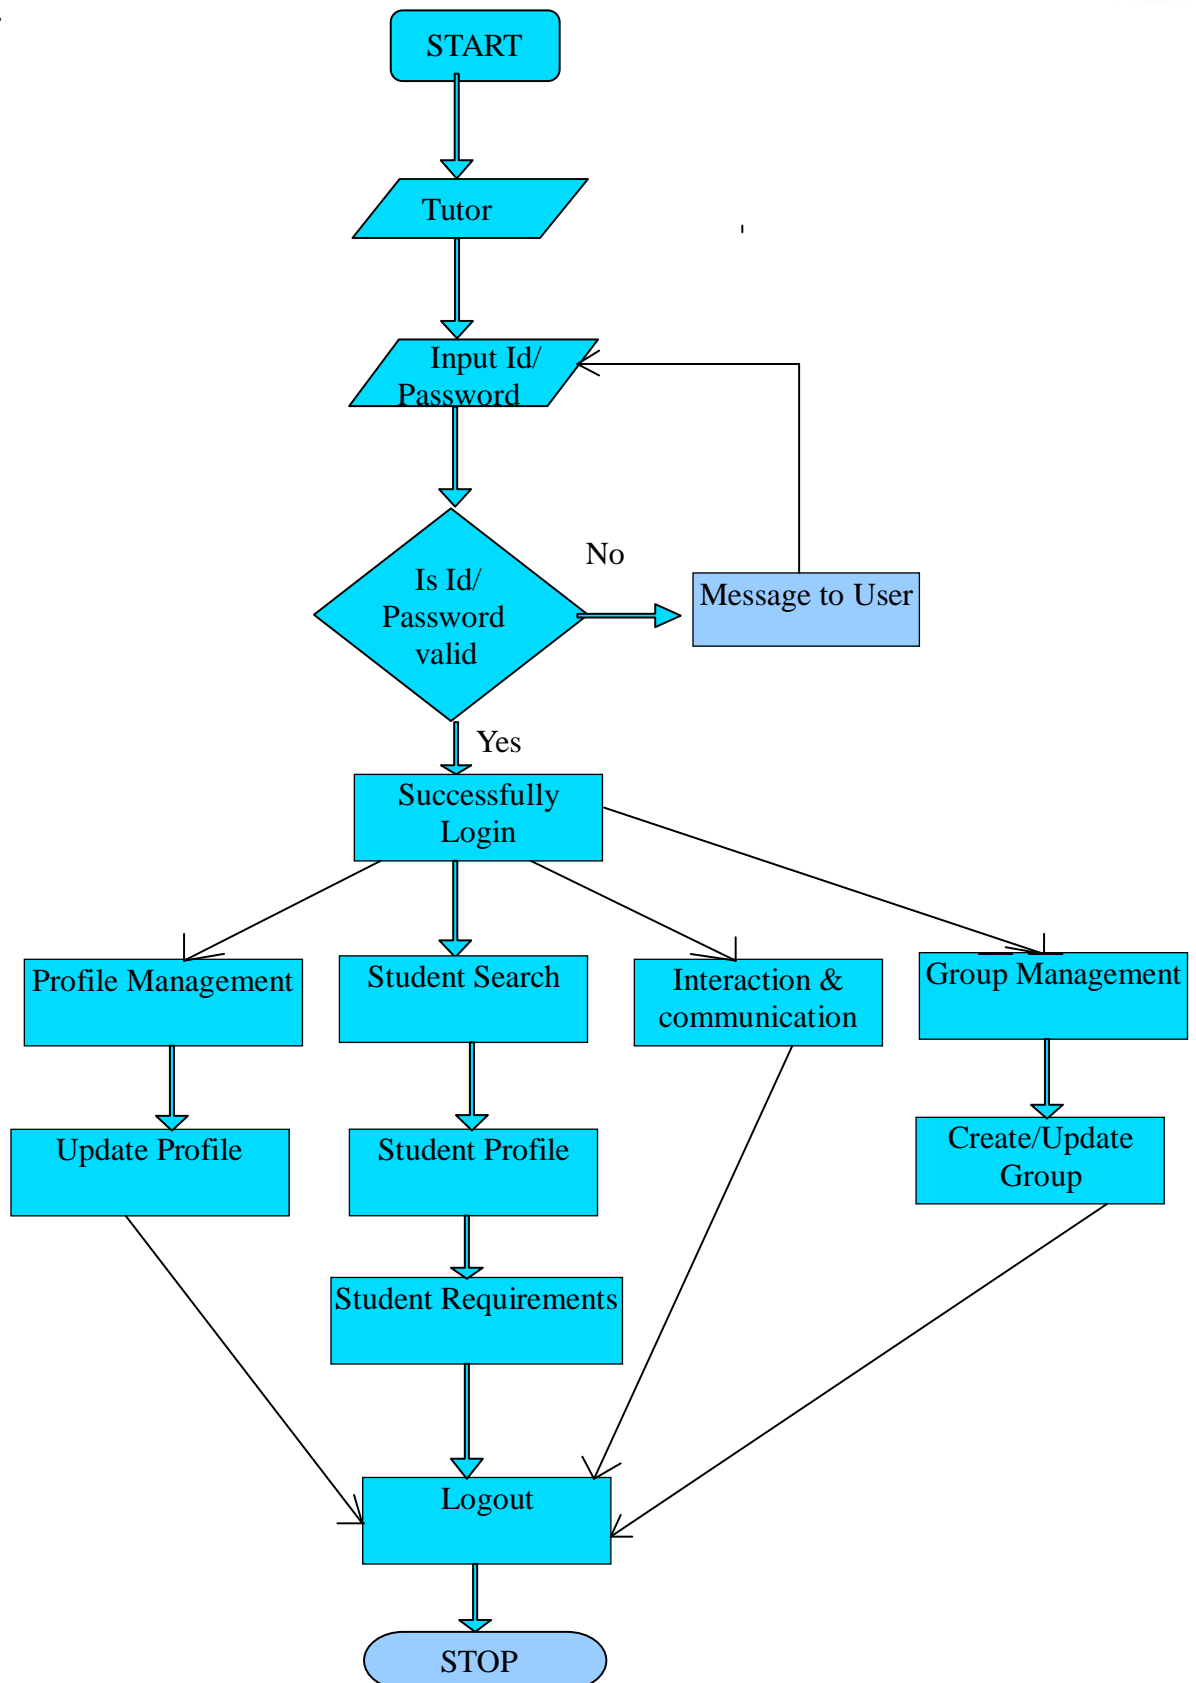 START
Tutor
Input Id/
Password
Is Id/
Password
valid
No
Message to User
Yes
Successfully
Login
Profile Management
Student Search
Interaction &
communication
Group Management
Update Profile
Student Profile
Create/Update
Group
Student Requirements
Logout
STOP